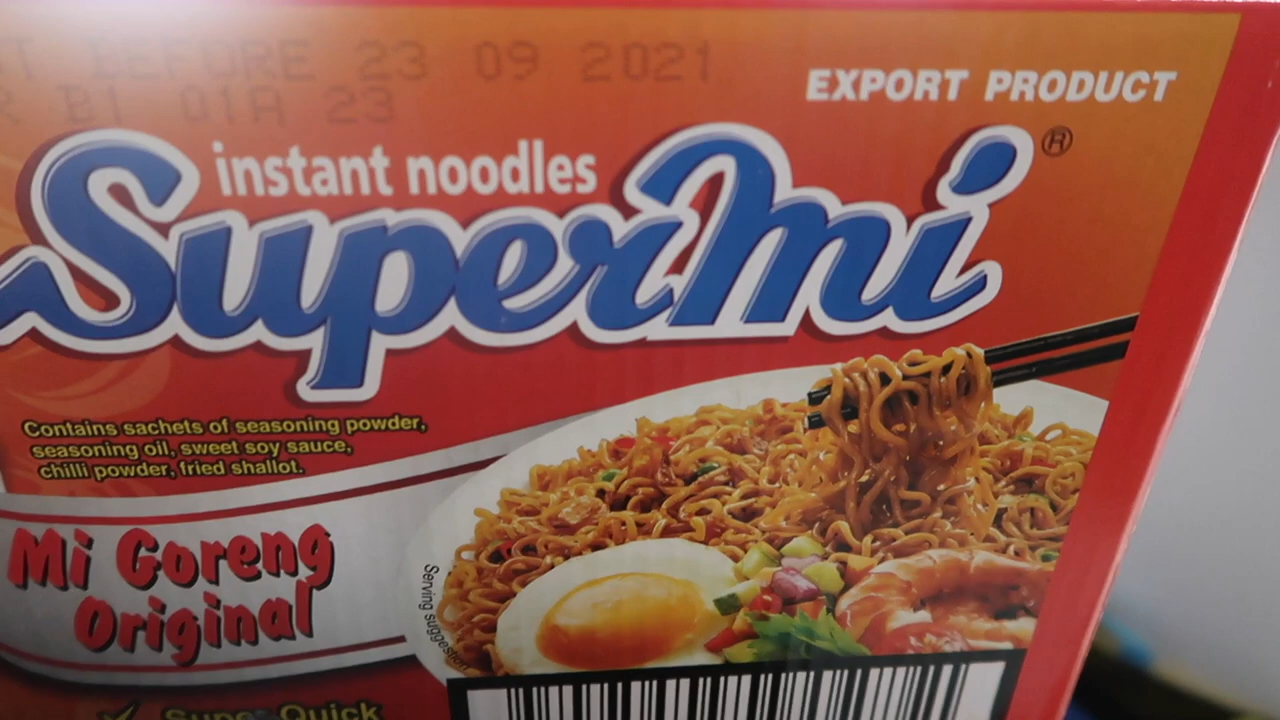 T BEFORE 23 09 2021
R B1 01A 23
EXPORT PRODUCT
instant noodles
SuperMi ®
Contains sachets of seasoning powder,
seasoning oil, sweet soy sauce,
chilli powder, fried shallot.
Mi Goreng
Original
Serving suggestion
Super Quick